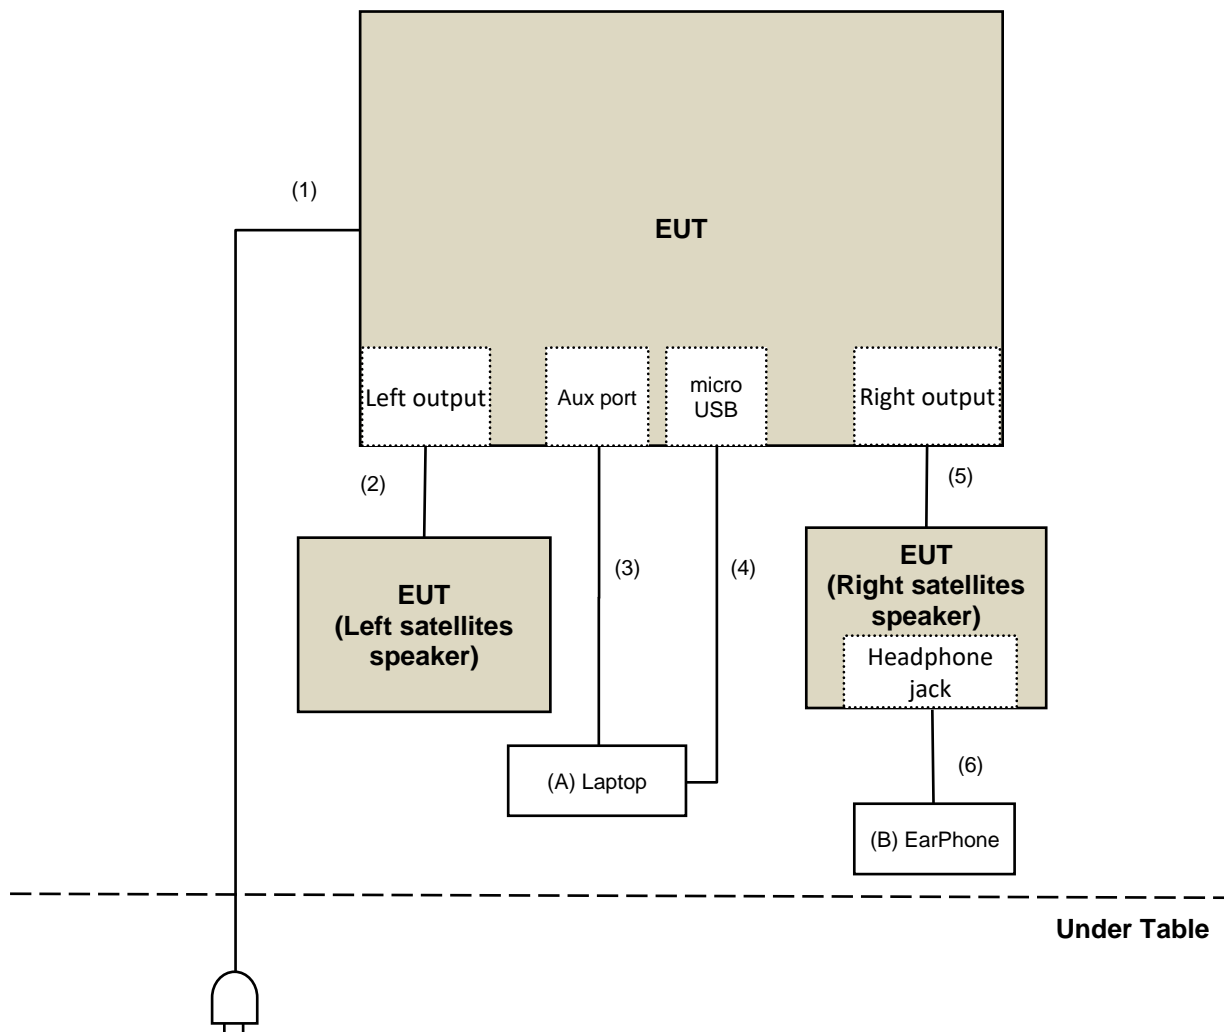 (1)
EUT
Left output
Aux port
micro
USB
Right output
(2)
(5)
(3)
(4)
EUT
(Left satellites
speaker)
EUT
(Right satellites
speaker)
Headphone
jack
(A) Laptop
(6)
(B) EarPhone
Under Table